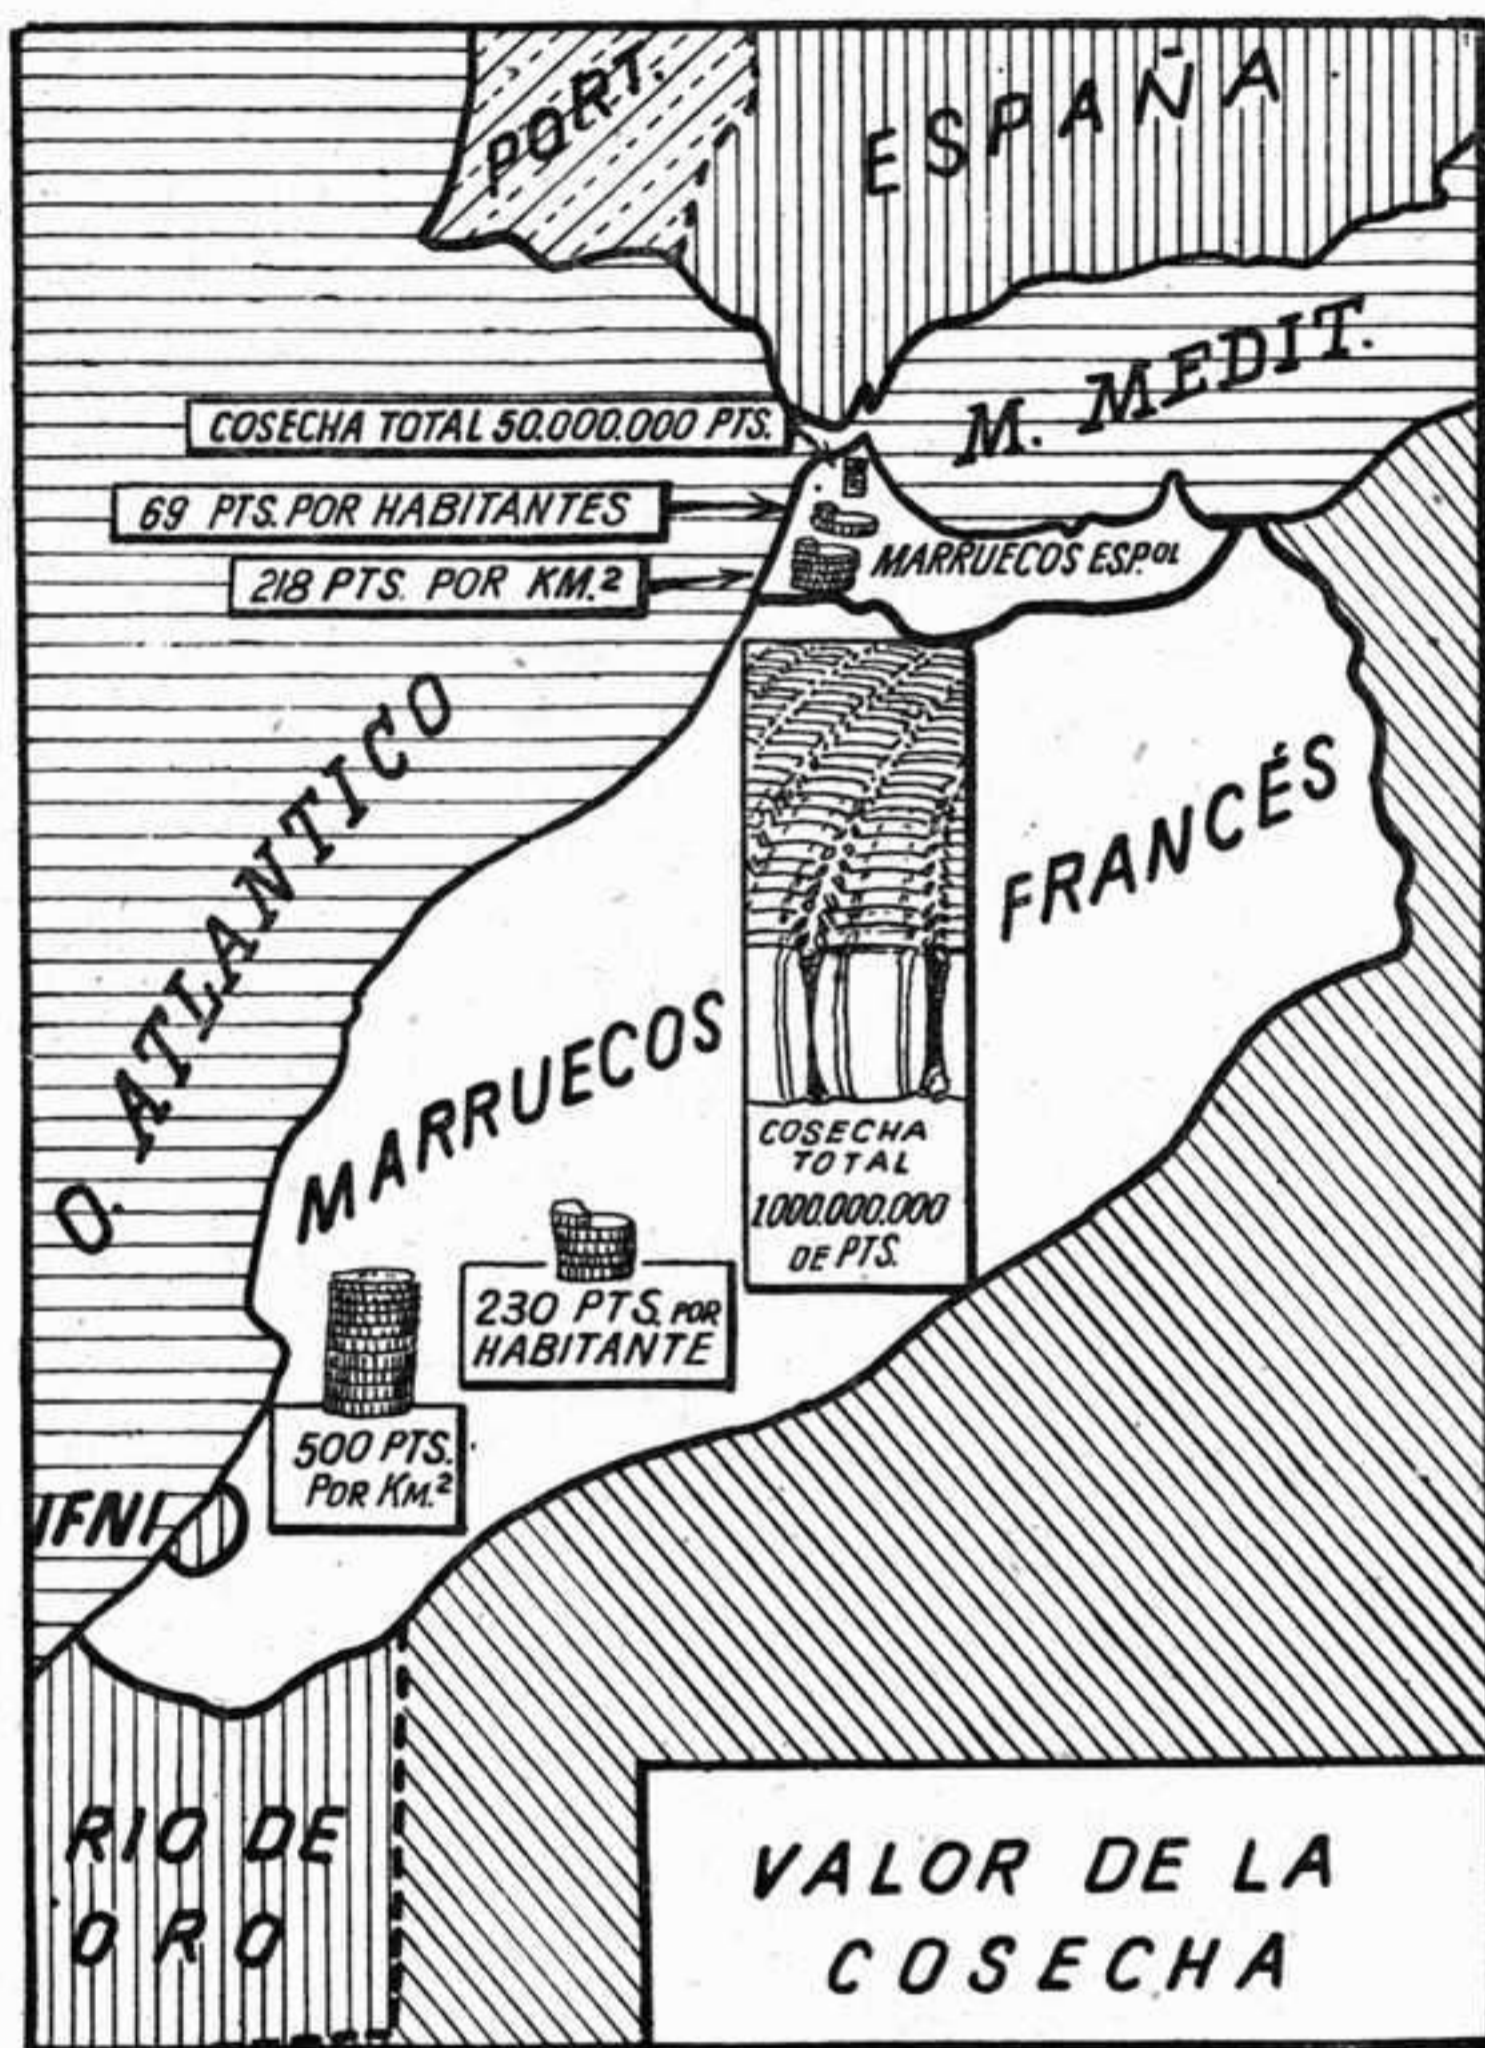 PORT.
ESPAÑA
M. MEDIT.
COSECHA TOTAL 50.000.000 PTS.
69 PTS. POR HABITANTES
218 PTS. POR KM.²
MARRUECOS ESP.OL
O. ATLANTICO
MARRUECOS FRANCÉS
COSECHA
TOTAL
1000.000.000
DE PTS.
230 PTS. POR
HABITANTE
500 PTS.
POR KM.²
IFNI
RIO DE
ORO
VALOR DE LA
COSECHA